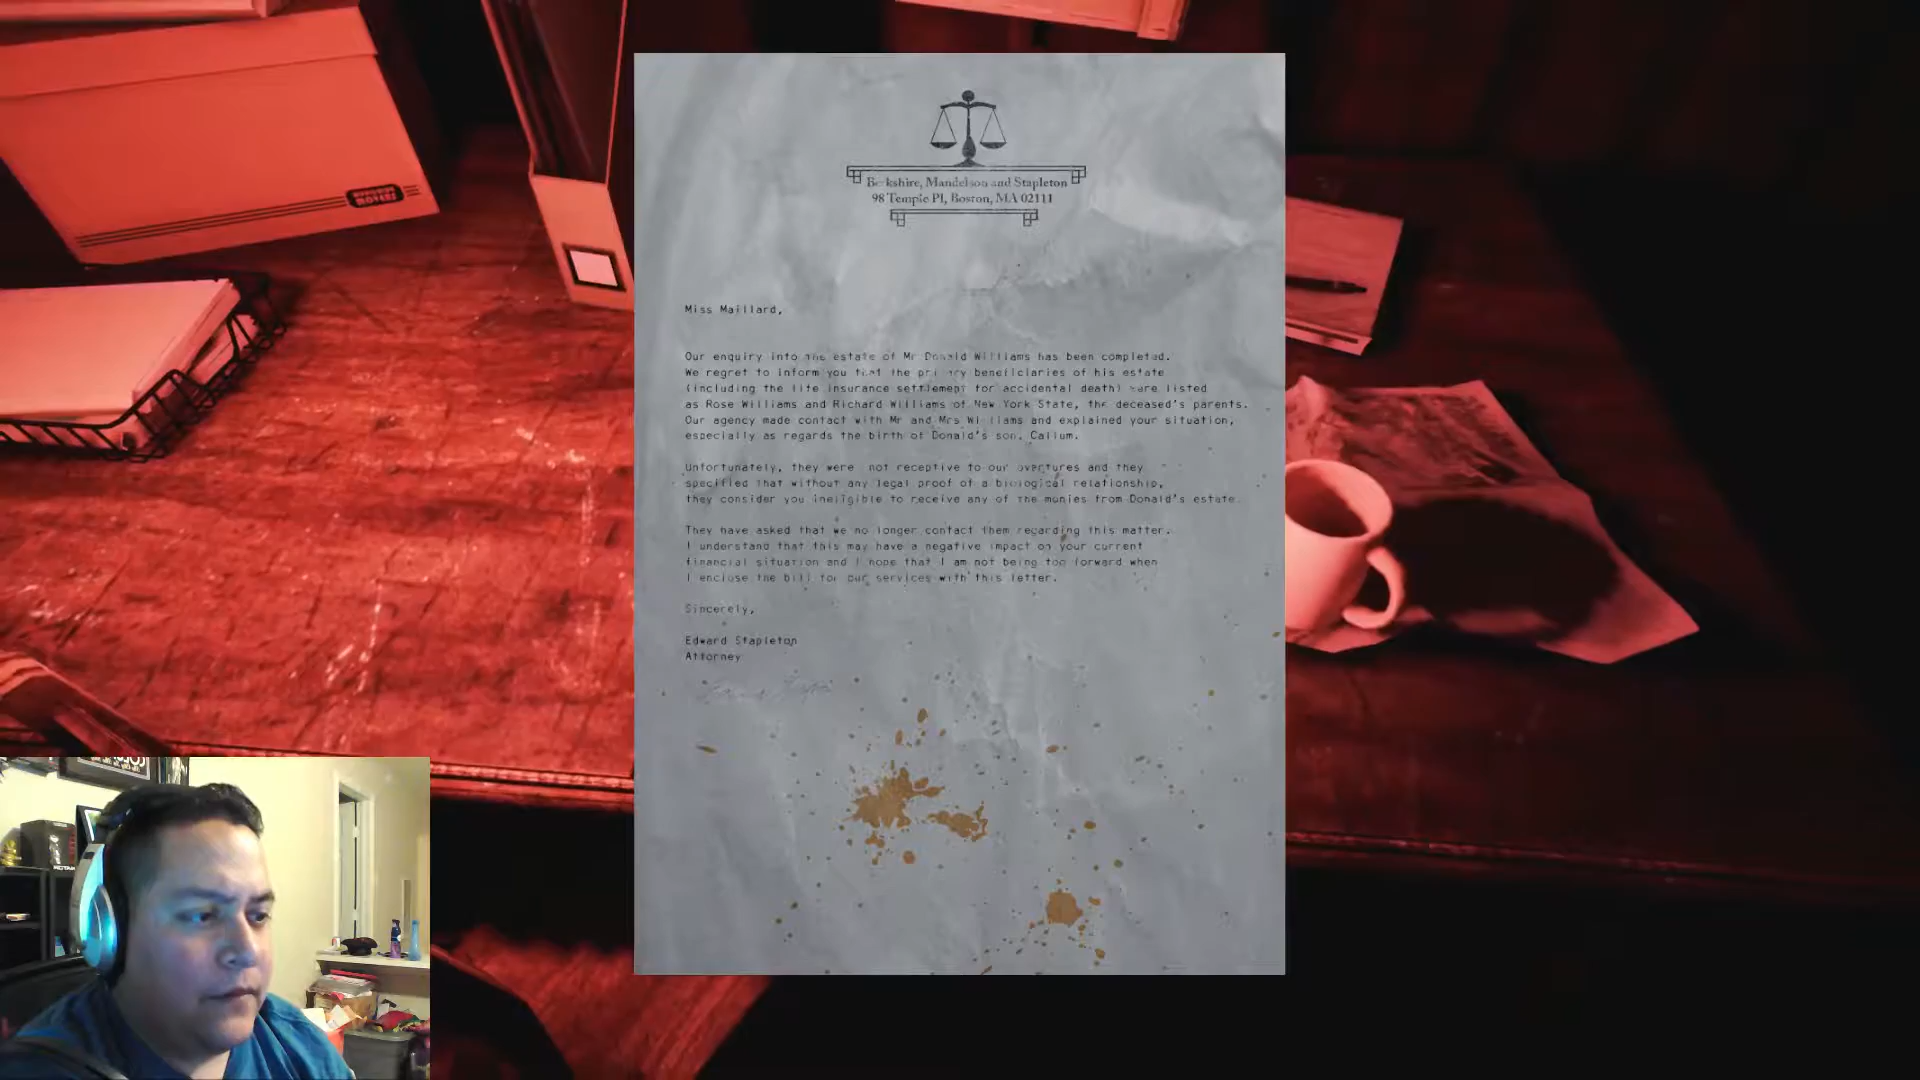 Berkshire, Mandelson and Stapleton
98 Temple Pl, Boston, MA 02111
Miss Maillard,
Our enquiry into the estate of Mr Donald Williams has been completed.
We regret to inform you that the primary beneficiaries of his estate
(including the life insurance settlement for accidental death) were listed
as Rose Williams and Richard Williams of New York State, the deceased's parents.
Our agency made contact with Mr and Mrs Williams and explained your situation,
especially as regards the birth of Donald's son, Callum.
Unfortunately, they were not receptive to our overtures and they
specified that without any legal proof of a biological relationship,
they consider you ineligible to receive any of the monies from Donald's estate.
They have asked that we no longer contact them regarding this matter.
I understand that this may have a negative impact on your current
financial situation and I hope that I am not being too forward when
I enclose the bill for our services with this letter.
Sincerely,
Edward Stapleton
Attorney